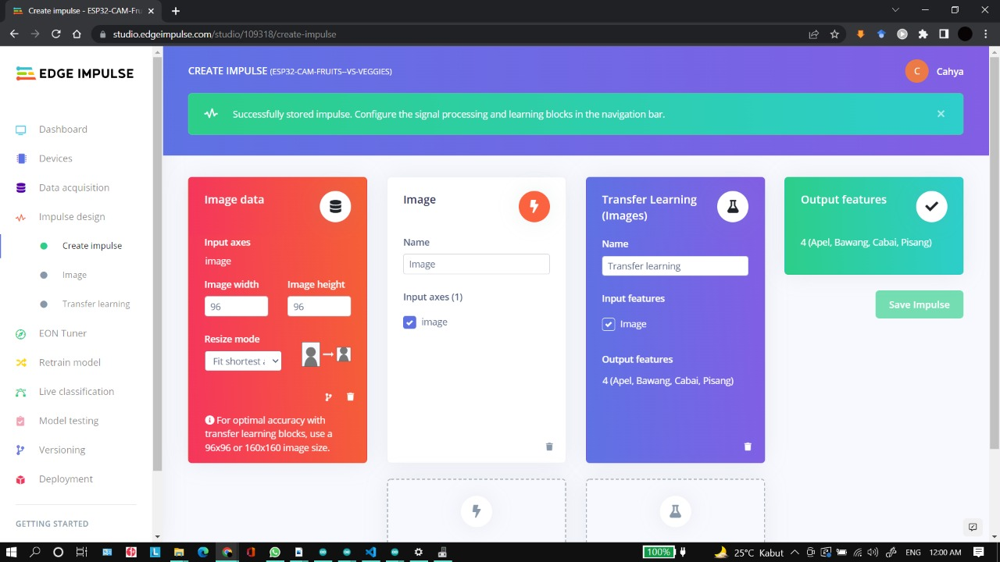 Create impulse - ESP32-CAM-Fru
studio.edgeimpulse.com/studio/109318/create-impulse
EDGE IMPULSE
Dashboard
Devices
Data acquisition
Impulse design
Create impulse
Image
Transfer learning
EON Tuner
Retrain model
Live classification
Model testing
Versioning
Deployment
GETTING STARTED
CREATE IMPULSE (ESP32-CAM-FRUITS--VS-VEGGIES)
C
Cahya
Successfully stored impulse. Configure the signal processing and learning blocks in the navigation bar.
Image data
Input axes
image
Image width
Image height
96
96
Resize mode
Fit shortest a
For optimal accuracy with
transfer learning blocks, use a
96x96 or 160x160 image size.
Image
Name
Image
Input axes (1)
image
Transfer Learning
(Images)
Name
Transfer learning
Input features
Image
Output features
4 (Apel, Bawang, Cabai, Pisang)
Output features
4 (Apel, Bawang, Cabai, Pisang)
Save Impulse
100%
25°C Kabut
ENG
12:00 AM